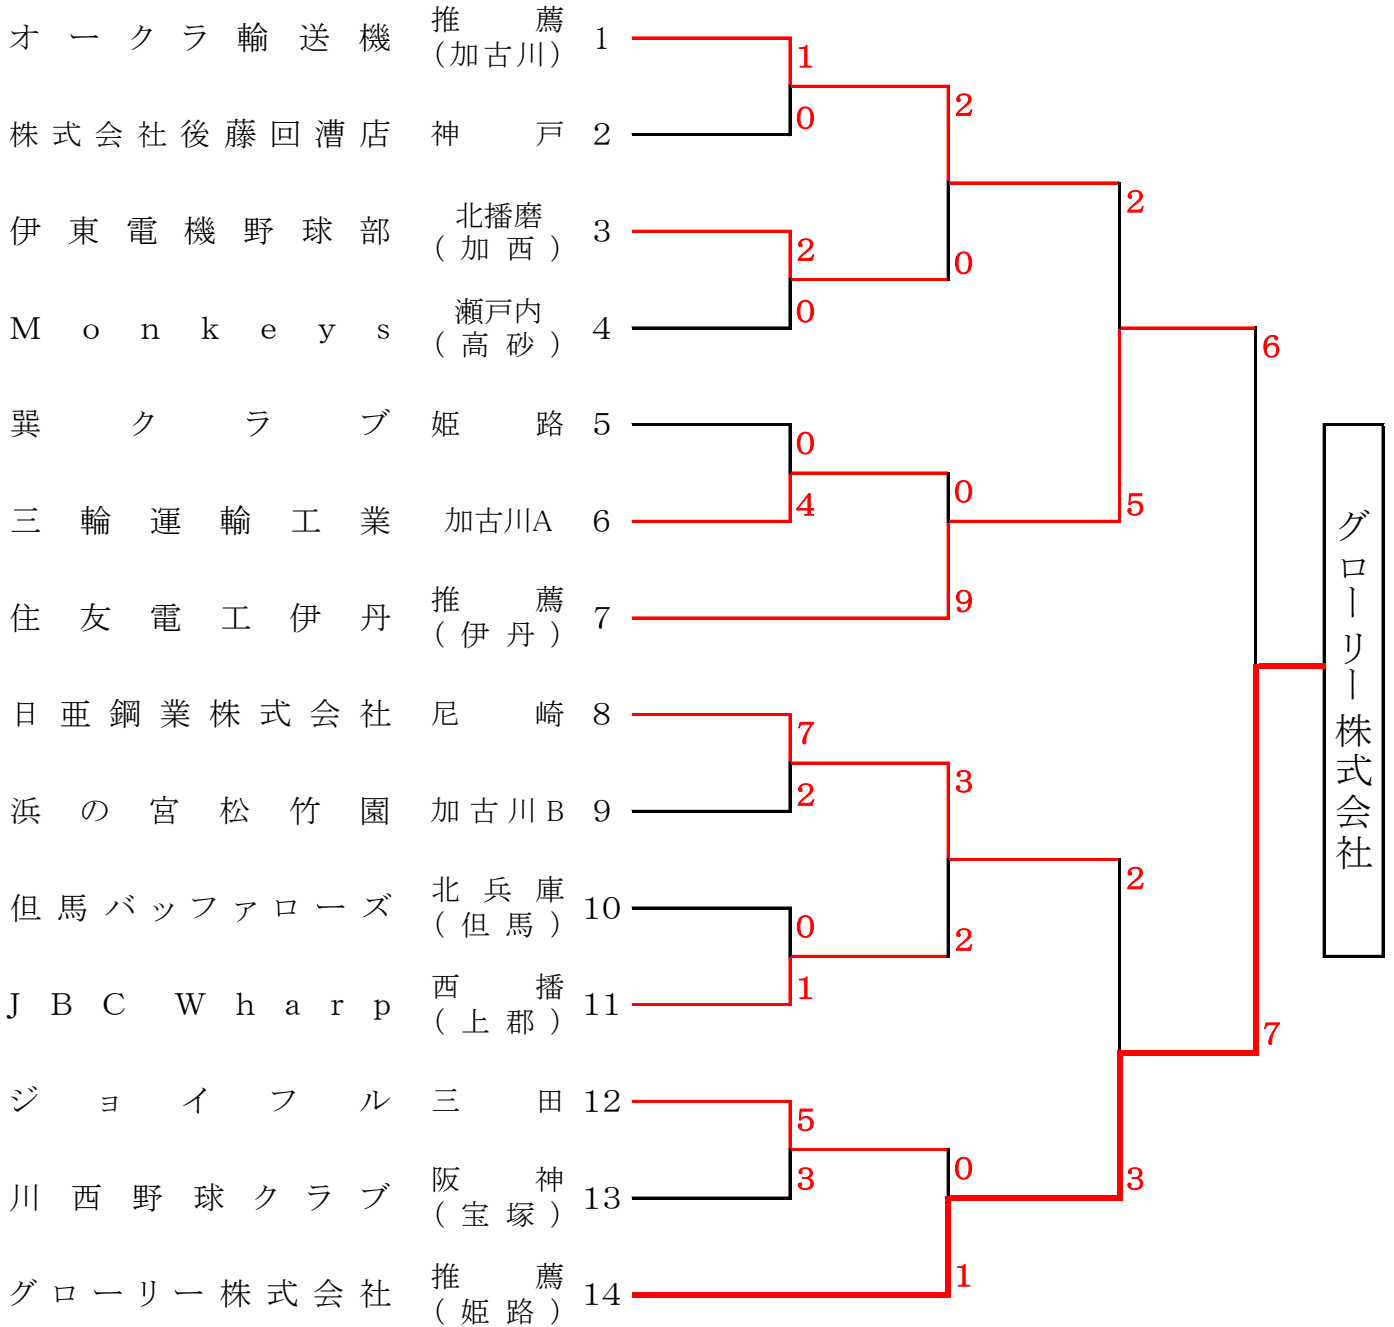 オークラ輸送機 推薦 (加古川) 1
株式会社後藤回漕店 神戸 2
伊東電機野球部 北播磨 (加西) 3
Monkeys 瀬戸内 (高砂) 4
巽クラブ 姫路 5
三輪運輸工業 加古川A 6
住友電工伊丹 推薦 (伊丹) 7
日亜鋼業株式会社 尼崎 8
浜の宮松竹園 加古川B 9
但馬バッファローズ 北兵庫 (但馬) 10
JBC Wharp 西播 (上郡) 11
ジョイフル 三田 12
川西野球クラブ 阪神 (宝塚) 13
グローリー株式会社 推薦 (姫路) 14
1
0
2
0
0
4
7
2
0
1
5
3
2
0
0
9
3
2
0
1
2
5
2
3
6
7
グローリー株式会社